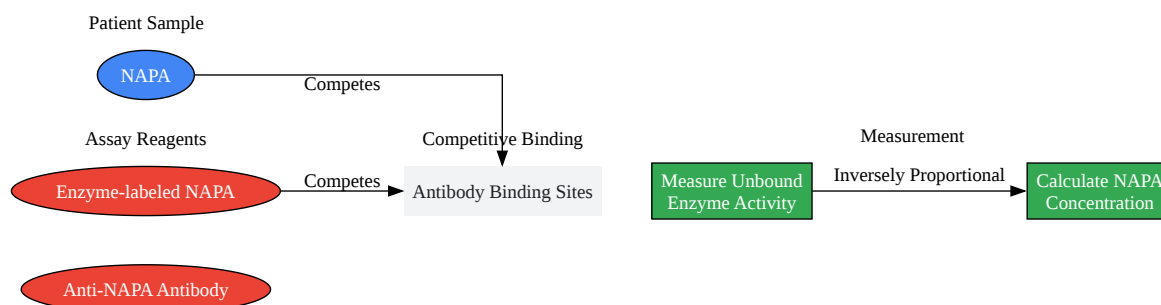 Patient Sample
NAPA
Competes
Assay Reagents
Competitive Binding
Enzyme-labeled NAPA
Competes
Antibody Binding Sites
Anti-NAPA Antibody
Measurement
Measure Unbound
Enzyme Activity
Inversely Proportional
Calculate NAPA
Concentration